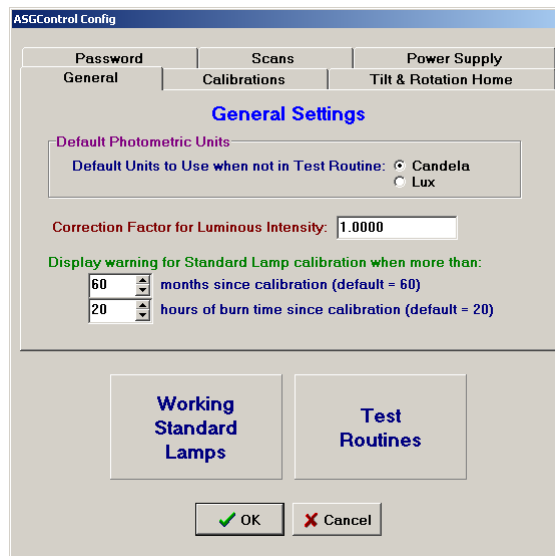 ASGControl Config
Password Scans Power Supply
General Calibrations Tilt & Rotation Home
General Settings
Default Photometric Units
Default Units to Use when not in Test Routine: Candela
Lux
Correction Factor for Luminous Intensity: 1.0000
Display warning for Standard Lamp calibration when more than:
60 months since calibration (default = 60)
20 hours of burn time since calibration (default = 20)
Working
Standard
Lamps
Test
Routines
OK Cancel